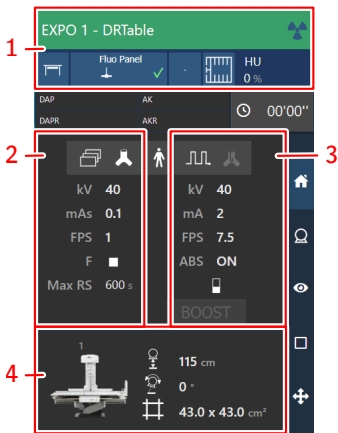 1
EXPO 1 - DRTable
Fluo Panel
HU
0 %
DAP AK
DAPR AKR
00'00''
2
kV 40
mAs 0.1
FPS 1
F
Max RS 600 s
3
kV 40
mA 2
FPS 7.5
ABS ON
BOOST
4
1
115 cm
0 °
43.0 x 43.0 cm²